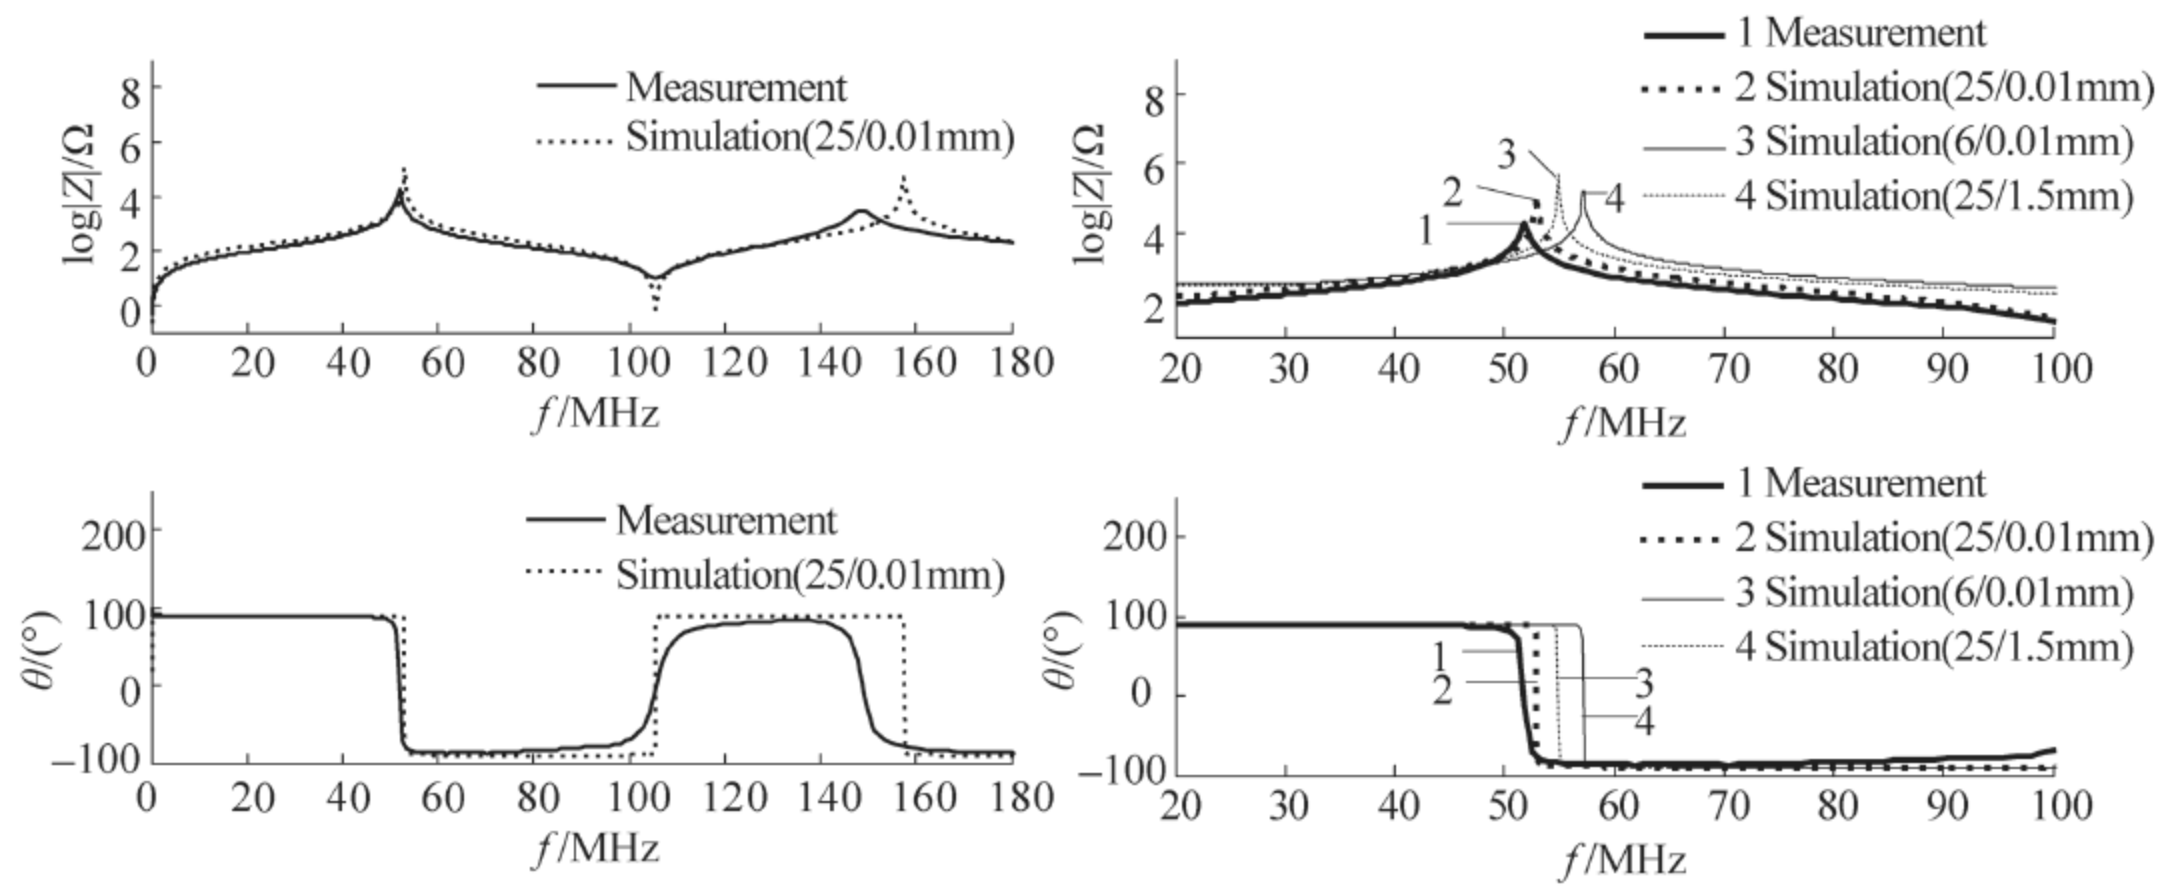 8
6
4
2
0
log|Z|/Ω
Measurement
Simulation(25/0.01mm)
0 20 40 60 80 100 120 140 160 180
f/MHz
1 Measurement
2 Simulation(25/0.01mm)
3 Simulation(6/0.01mm)
4 Simulation(25/1.5mm)
8
6
4
2
log|Z|/Ω
3
2
4
1
20 30 40 50 60 70 80 90 100
f/MHz
200
100
0
−100
θ/(°)
Measurement
Simulation(25/0.01mm)
0 20 40 60 80 100 120 140 160 180
f/MHz
1 Measurement
2 Simulation(25/0.01mm)
3 Simulation(6/0.01mm)
4 Simulation(25/1.5mm)
200
100
0
−100
θ/(°)
1
2
3
4
20 30 40 50 60 70 80 90 100
f/MHz